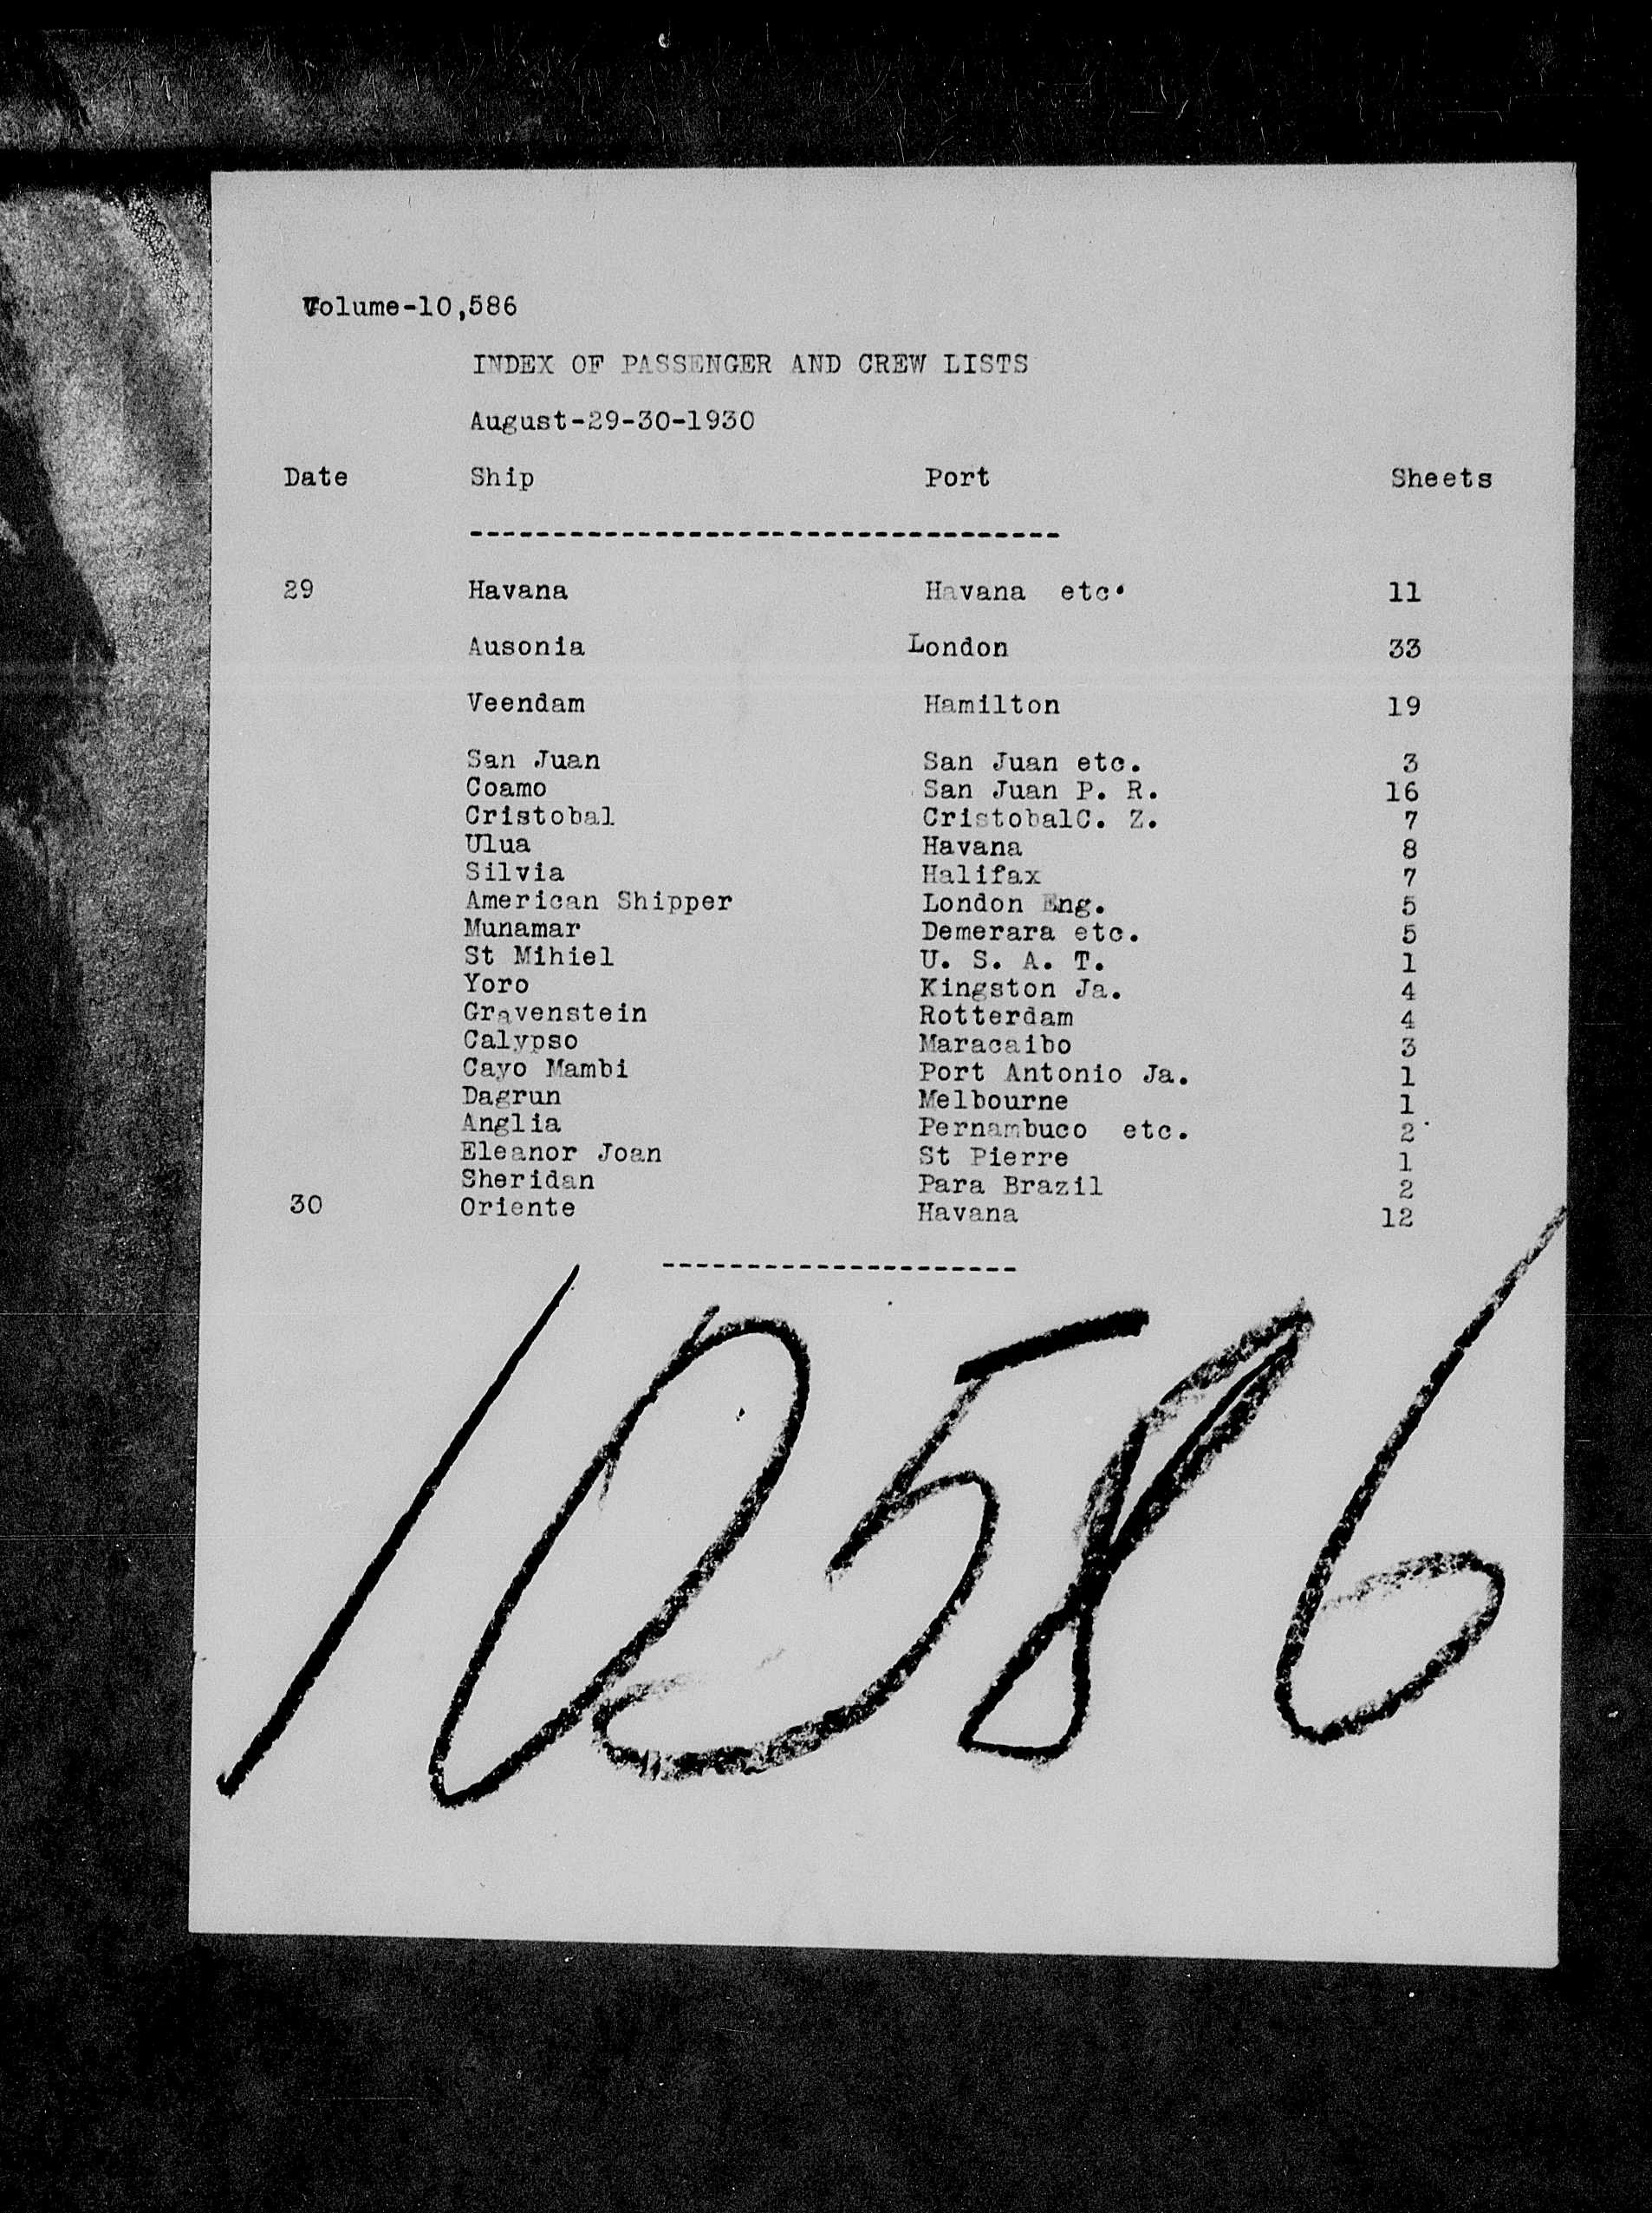 Volume-10,586
INDEX OF PASSENGER AND CREW LISTS
August-29-30-1930
Date Ship Port Sheets
-----------------------------------
29 Havana Havana etc. 11
Ausonia London 33
Veendam Hamilton 19
San Juan San Juan etc. 3
Coamo San Juan P. R. 16
Cristobal CristobalC. Z. 7
Ulua Havana 8
Silvia Halifax 7
American Shipper London Eng. 5
Munamar Demerara etc. 5
St Mihiel U. S. A. T. 1
Yoro Kingston Ja. 4
Gravenstein Rotterdam 4
Calypso Maracaibo 3
Cayo Mambi Port Antonio Ja. 1
Dagrun Melbourne 1
Anglia Pernambuco etc. 2
Eleanor Joan St Pierre 1
Sheridan Para Brazil 2
30 Oriente Havana 12
---------------------
10586